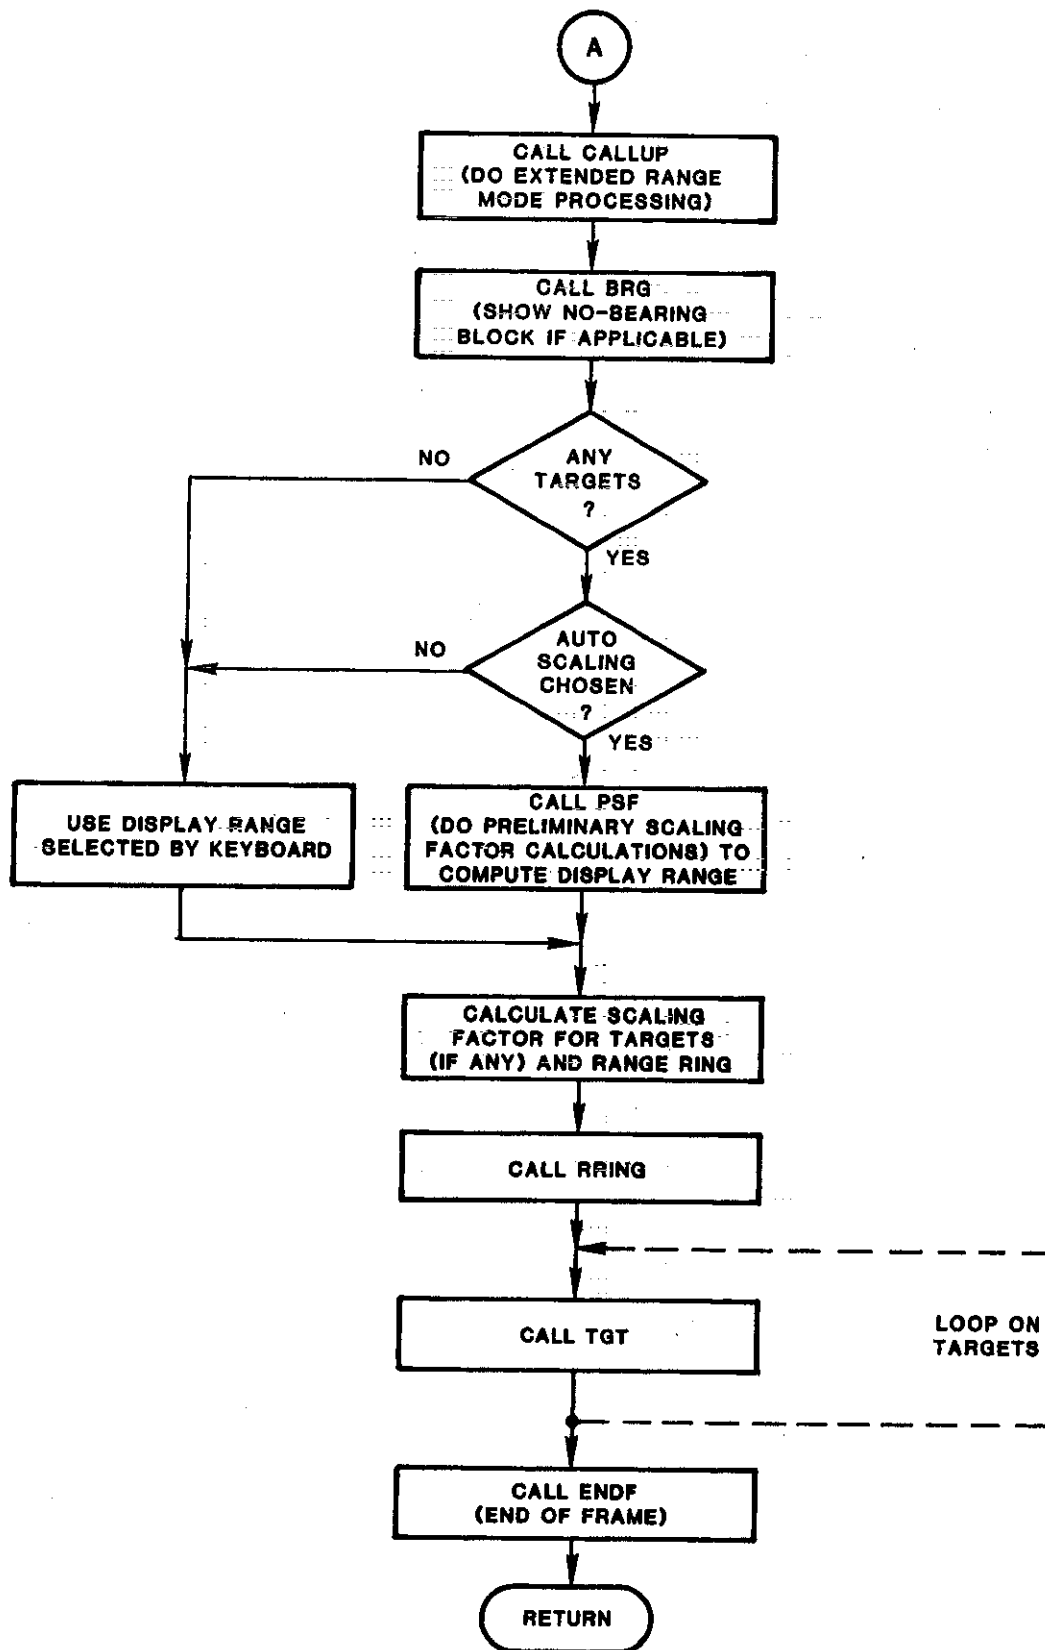 A
CALL CALLUP
(DO EXTENDED RANGE
MODE PROCESSING)
CALL BRG
(SHOW NO-BEARING
BLOCK IF APPLICABLE)
NO
ANY
TARGETS
?
YES
NO
AUTO
SCALING
CHOSEN
?
YES
USE DISPLAY RANGE
SELECTED BY KEYBOARD
CALL PSF
(DO PRELIMINARY SCALING
FACTOR CALCULATIONS) TO
COMPUTE DISPLAY RANGE
CALCULATE SCALING
FACTOR FOR TARGETS
(IF ANY) AND RANGE RING
CALL RRING
CALL TGT
LOOP ON
TARGETS
CALL ENDF
(END OF FRAME)
RETURN